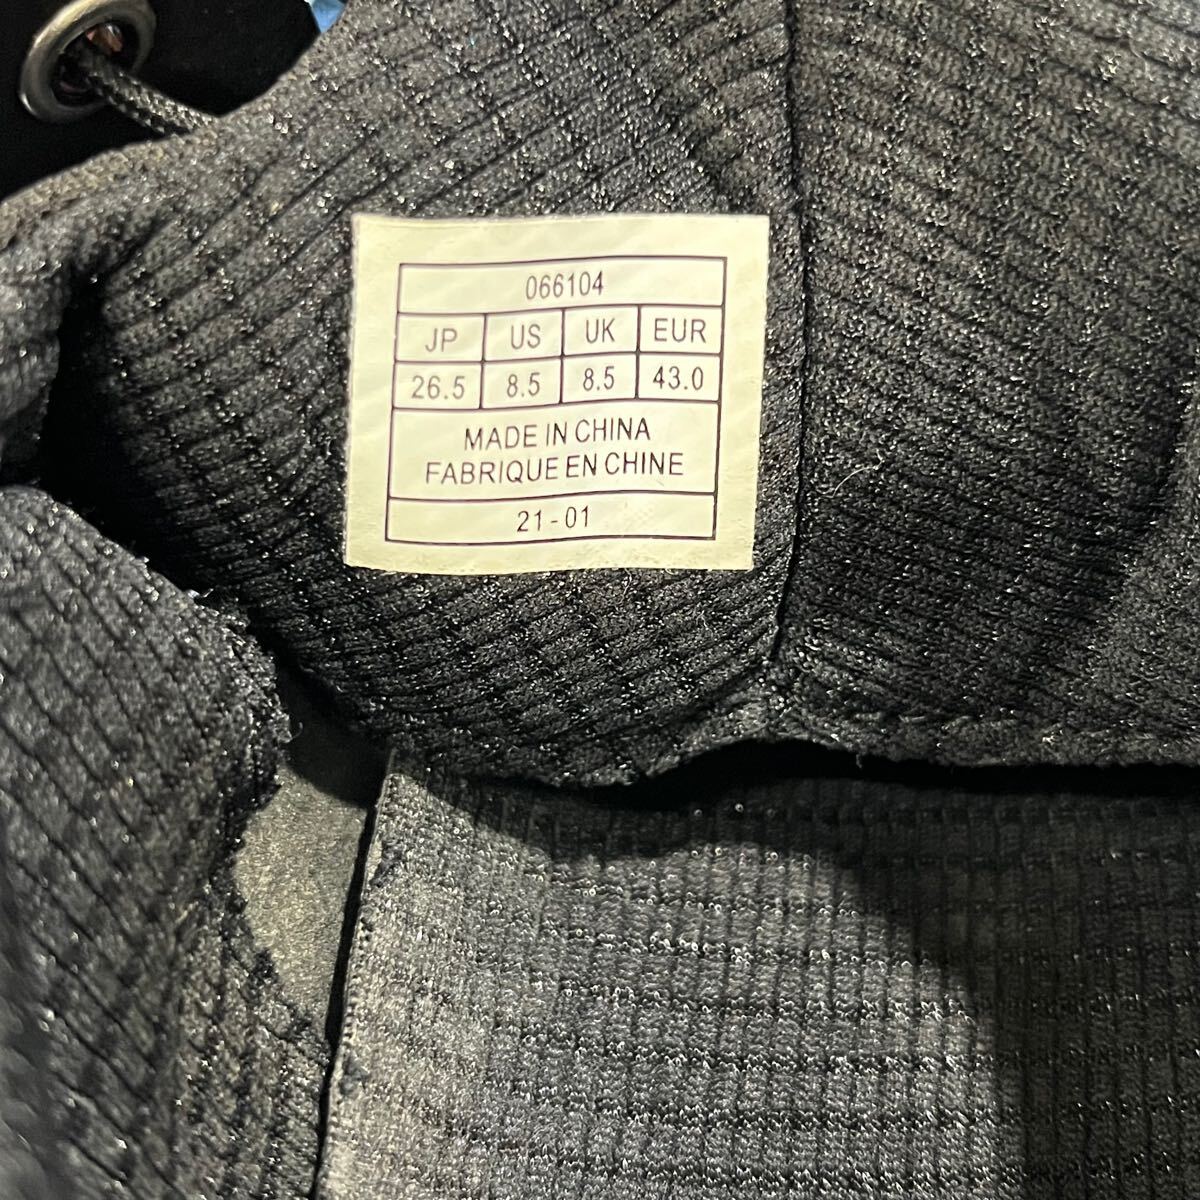 066104
JP US UK EUR
26.5 8.5 8.5 43.0
MADE IN CHINA
FABRIQUE EN CHINE
21-01